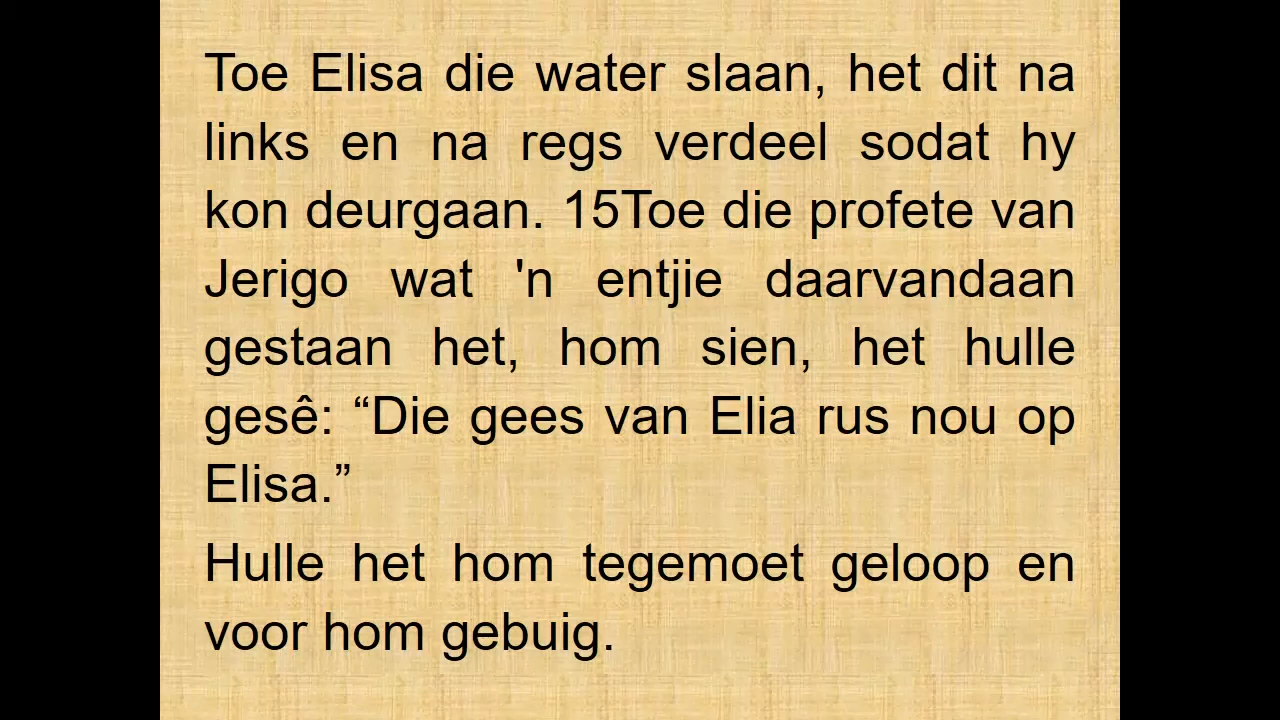 Toe Elisa die water slaan, het dit na
links en na regs verdeel sodat hy
kon deurgaan. 15Toe die profete van
Jerigo wat 'n entjie daarvandaan
gestaan het, hom sien, het hulle
gesê: “Die gees van Elia rus nou op
Elisa.”
Hulle het hom tegemoet geloop en
voor hom gebuig.